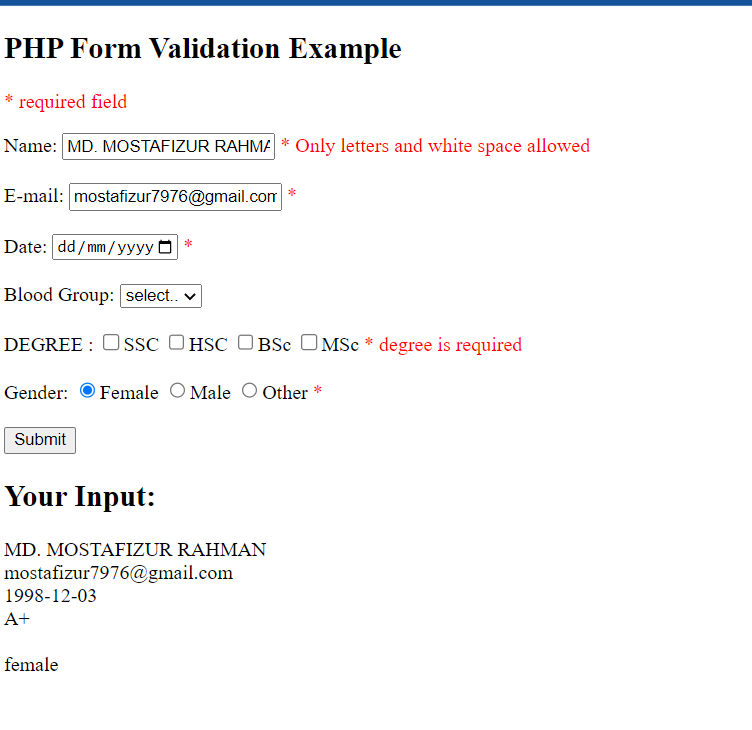 PHP Form Validation Example
* required field
Name: MD. MOSTAFIZUR RAHMA * Only letters and white space allowed
E-mail: mostafizur7976@gmail.com *
Date: dd/mm/yyyy *
Blood Group: select..
DEGREE : SSC HSC BSc MSc * degree is required
Gender: Female Male Other *
Submit
Your Input:
MD. MOSTAFIZUR RAHMAN
mostafizur7976@gmail.com
1998-12-03
A+
female